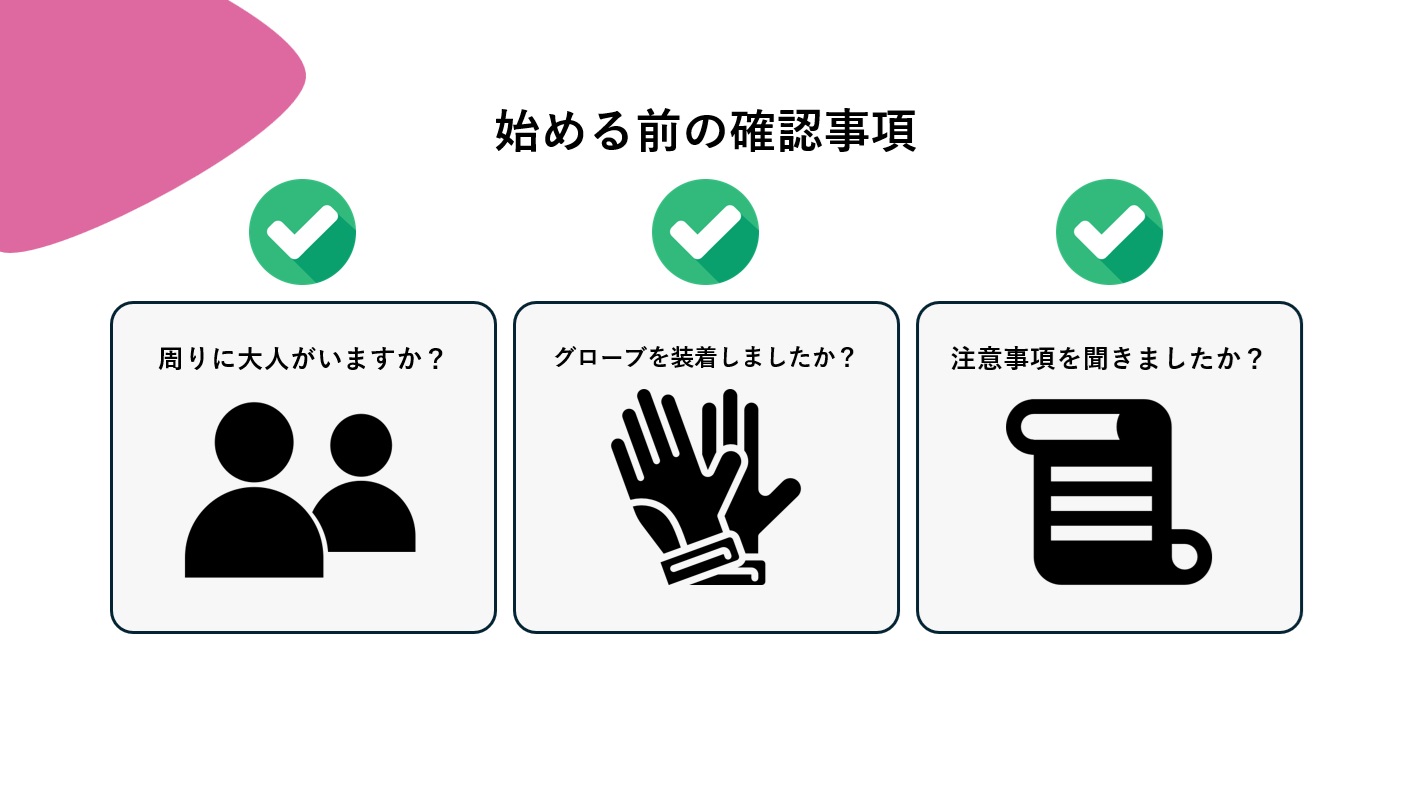 始める前の確認事項
周りに大人がいますか？
グローブを装着しましたか？
注意事項を聞きましたか？